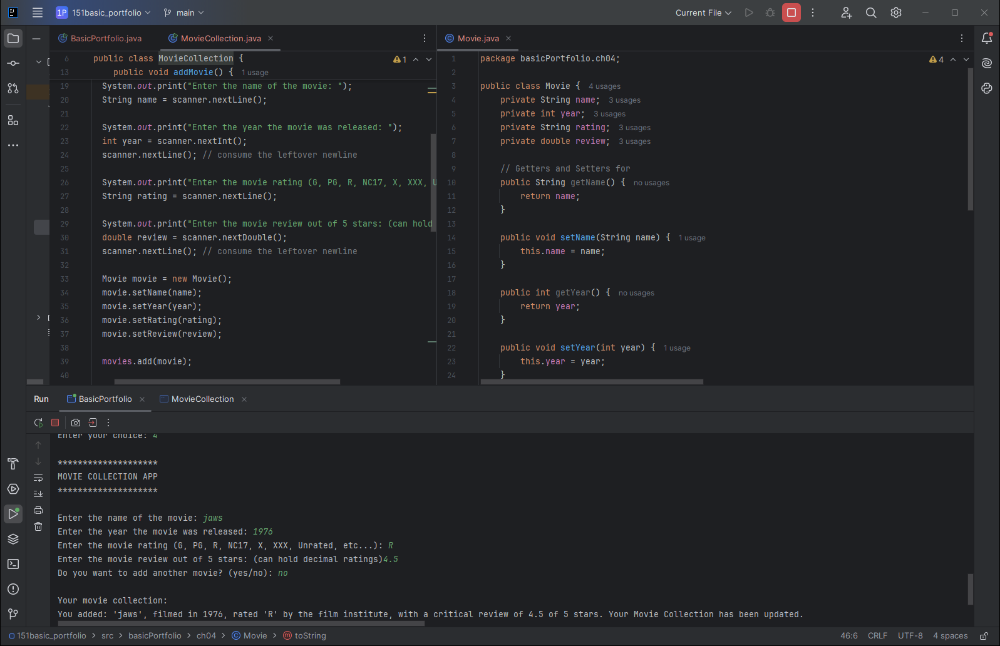 1P 151basic_portfolio main Current File
BasicPortfolio.java MovieCollection.java
6 public class MovieCollection { 1
13 public void addMovie() { 1 usage
19 System.out.print("Enter the name of the movie: ");
20 String name = scanner.nextLine();
21
22 System.out.print("Enter the year the movie was released: ");
23 int year = scanner.nextInt();
24 scanner.nextLine(); // consume the leftover newline
25
26 System.out.print("Enter the movie rating (G, PG, R, NC17, X, XXX, U
27 String rating = scanner.nextLine();
28
29 System.out.print("Enter the movie review out of 5 stars: (can hold
30 double review = scanner.nextDouble();
31 scanner.nextLine(); // consume the leftover newline
32
33 Movie movie = new Movie();
34 movie.setName(name);
35 movie.setYear(year);
36 movie.setRating(rating);
37 movie.setReview(review);
38
39 movies.add(movie);
40
Movie.java
1 package basicPortfolio.ch04; 4
2
3 public class Movie { 4 usages
4 private String name; 3 usages
5 private int year; 3 usages
6 private String rating; 3 usages
7 private double review; 3 usages
8
9 // Getters and Setters for
10 public String getName() { no usages
11 return name;
12 }
13
14 public void setName(String name) { 1 usage
15 this.name = name;
16 }
17
18 public int getYear() { no usages
19 return year;
20 }
21
22 public void setYear(int year) { 1 usage
23 this.year = year;
24 }
Run BasicPortfolio MovieCollection
Enter your choice: 4
********************
MOVIE COLLECTION APP
********************
Enter the name of the movie: jaws
Enter the year the movie was released: 1976
Enter the movie rating (G, PG, R, NC17, X, XXX, Unrated, etc...): R
Enter the movie review out of 5 stars: (can hold decimal ratings)4.5
Do you want to add another movie? (yes/no): no
Your movie collection:
You added: 'jaws', filmed in 1976, rated 'R' by the film institute, with a critical review of 4.5 of 5 stars. Your Movie Collection has been updated.
151basic_portfolio > src > basicPortfolio > ch04 > Movie > toString 46:6 CRLF UTF-8 4 spaces